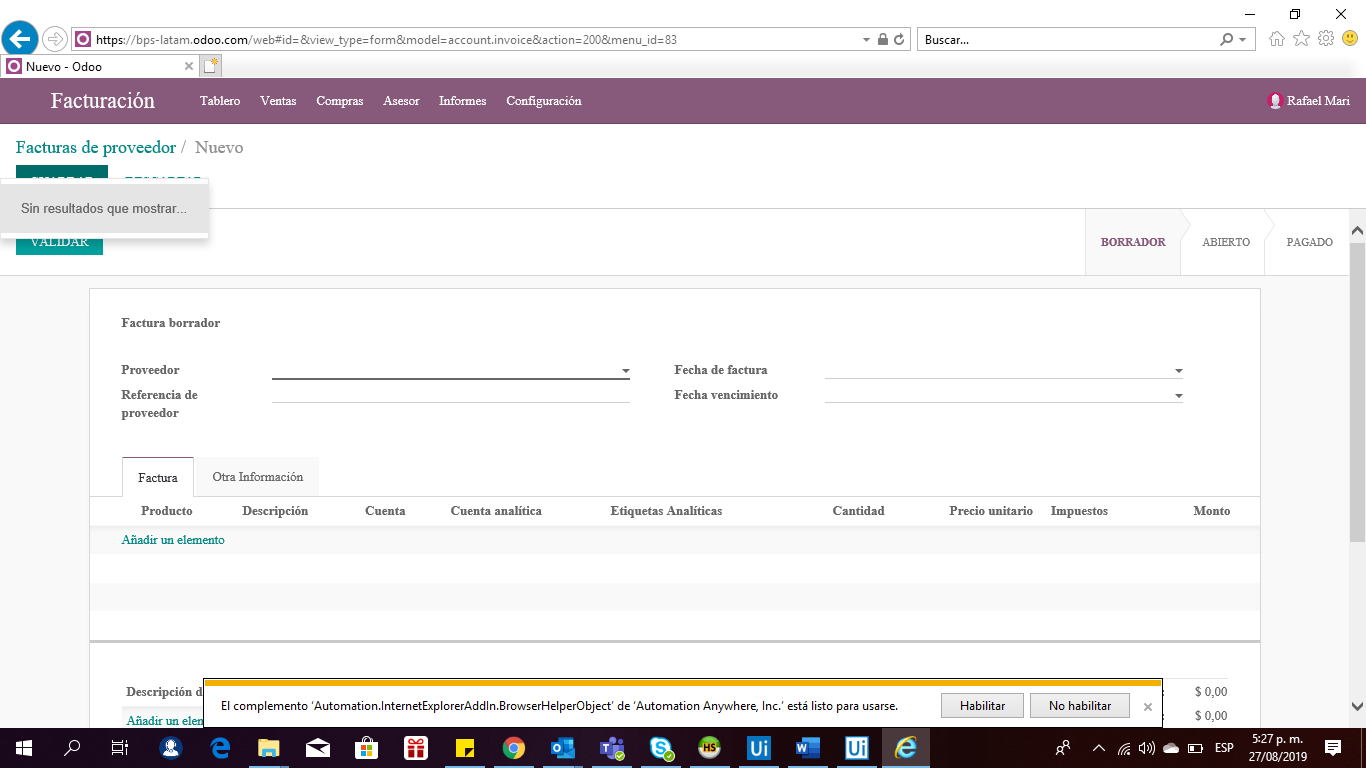 https://bps-latam.odoo.com/web#id=&view_type=form&model=account.invoice&action=200&menu_id=83
Buscar...
Nuevo - Odoo
Facturación
Tablero
Ventas
Compras
Asesor
Informes
Configuración
Rafael Mari
Facturas de proveedor / Nuevo
Sin resultados que mostrar...
VALIDAR
BORRADOR
ABIERTO
PAGADO
Factura borrador
Proveedor
Fecha de factura
Referencia de
proveedor
Fecha vencimiento
Factura
Otra Información
Producto
Descripción
Cuenta
Cuenta analítica
Etiquetas Analíticas
Cantidad
Precio unitario
Impuestos
Monto
Añadir un elemento
Descripción d
$ 0,00
El complemento 'Automation.InternetExplorerAddIn.BrowserHelperObject' de 'Automation Anywhere, Inc.' está listo para usarse.
Habilitar
No habilitar
Añadir un elen
$ 0,00
HS
Ui
Ui
ESP
5:27 p. m.
27/08/2019